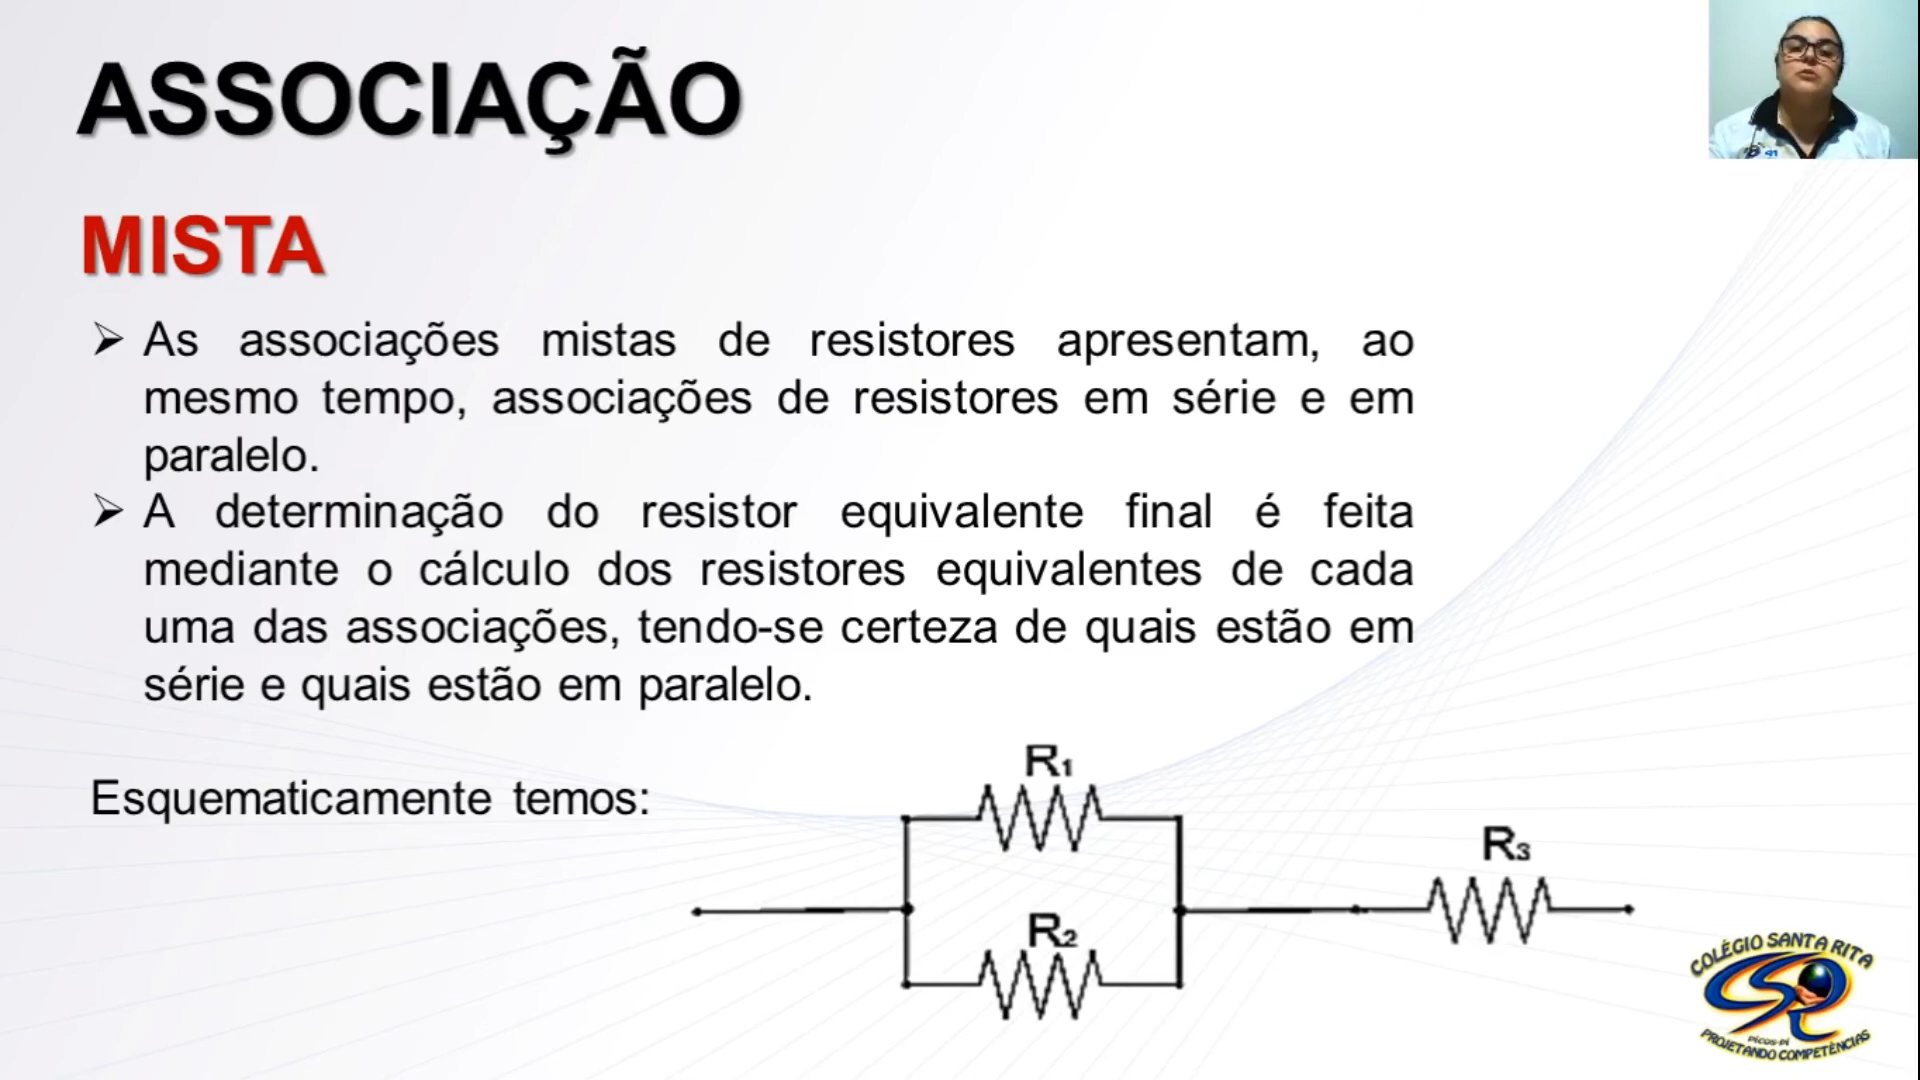 ASSOCIAÇÃO
MISTA
➢ As associações mistas de resistores apresentam, ao
mesmo tempo, associações de resistores em série e em
paralelo.
➢ A determinação do resistor equivalente final é feita
mediante o cálculo dos resistores equivalentes de cada
uma das associações, tendo-se certeza de quais estão em
série e quais estão em paralelo.
Esquematicamente temos:
R1
R2
R3
COLÉGIO SANTA RITA
PICOS-PI
PROJETANDO COMPETÊNCIAS